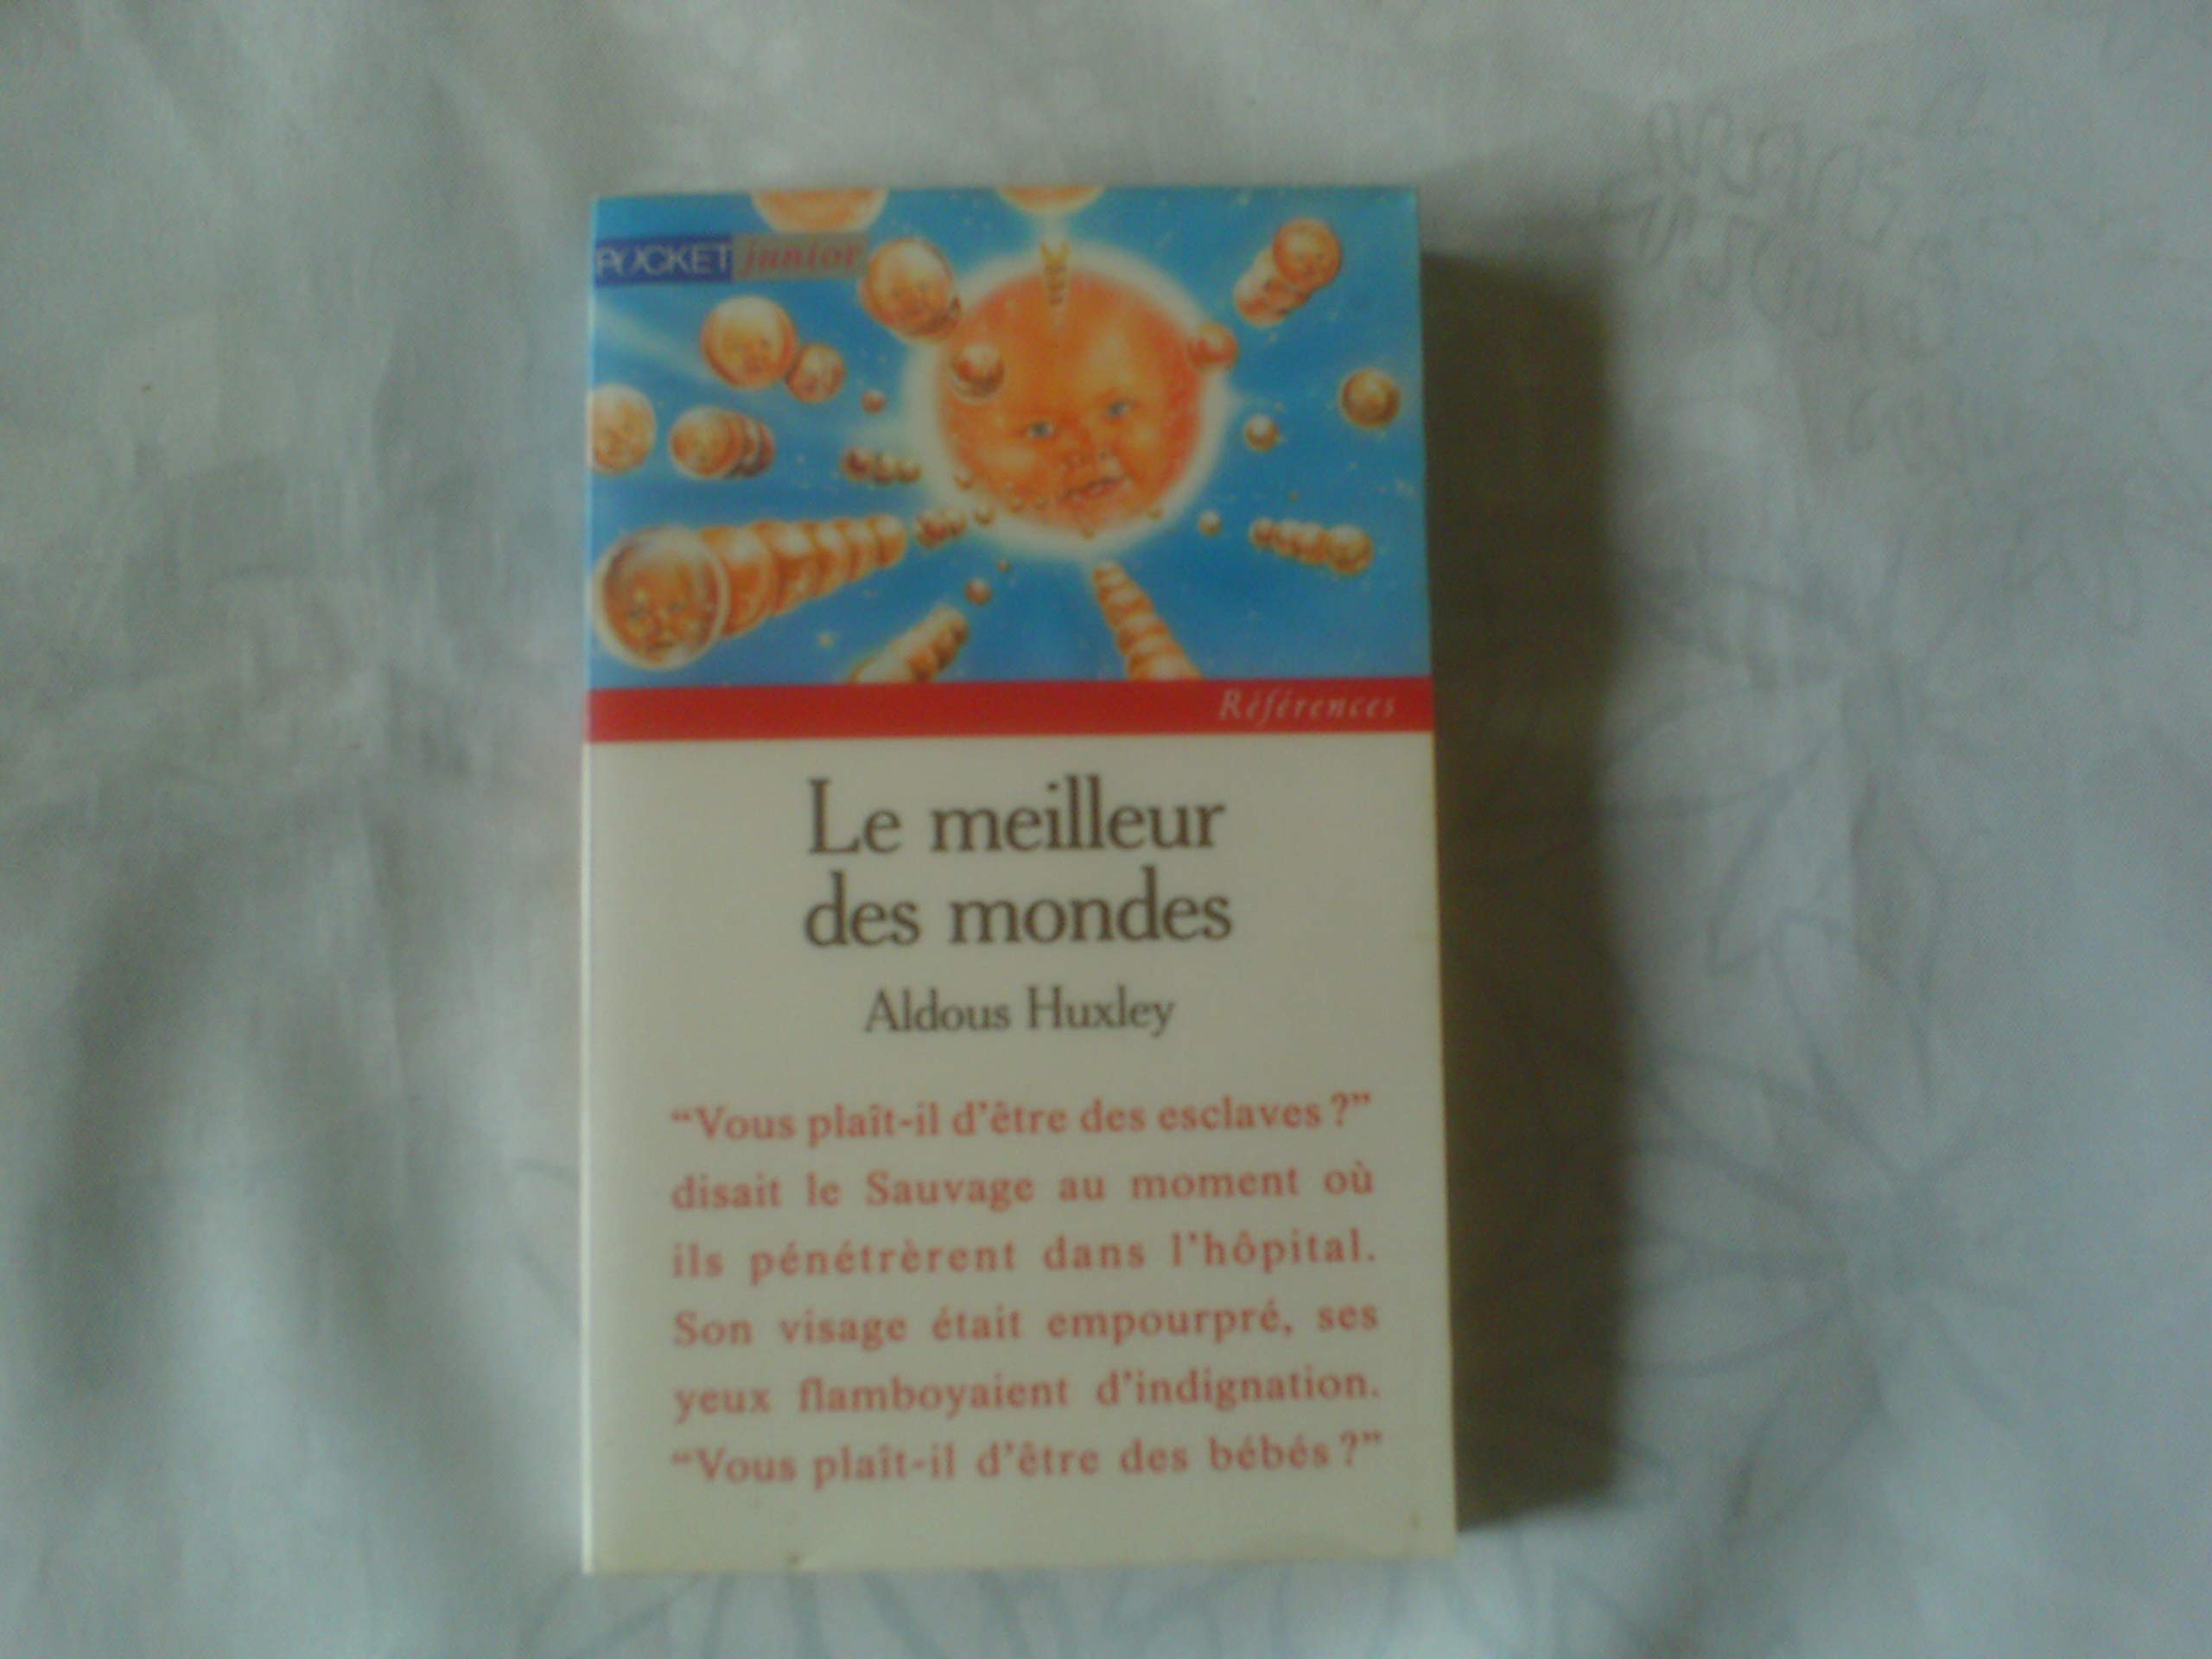 POCKET junior
Références
Le meilleur
des mondes
Aldous Huxley
“Vous plaît-il d’être des esclaves ?”
disait le Sauvage au moment où
ils pénétrèrent dans l’hôpital.
Son visage était empourpré, ses
yeux flamboyaient d’indignation.
“Vous plaît-il d’être des bébés ?”